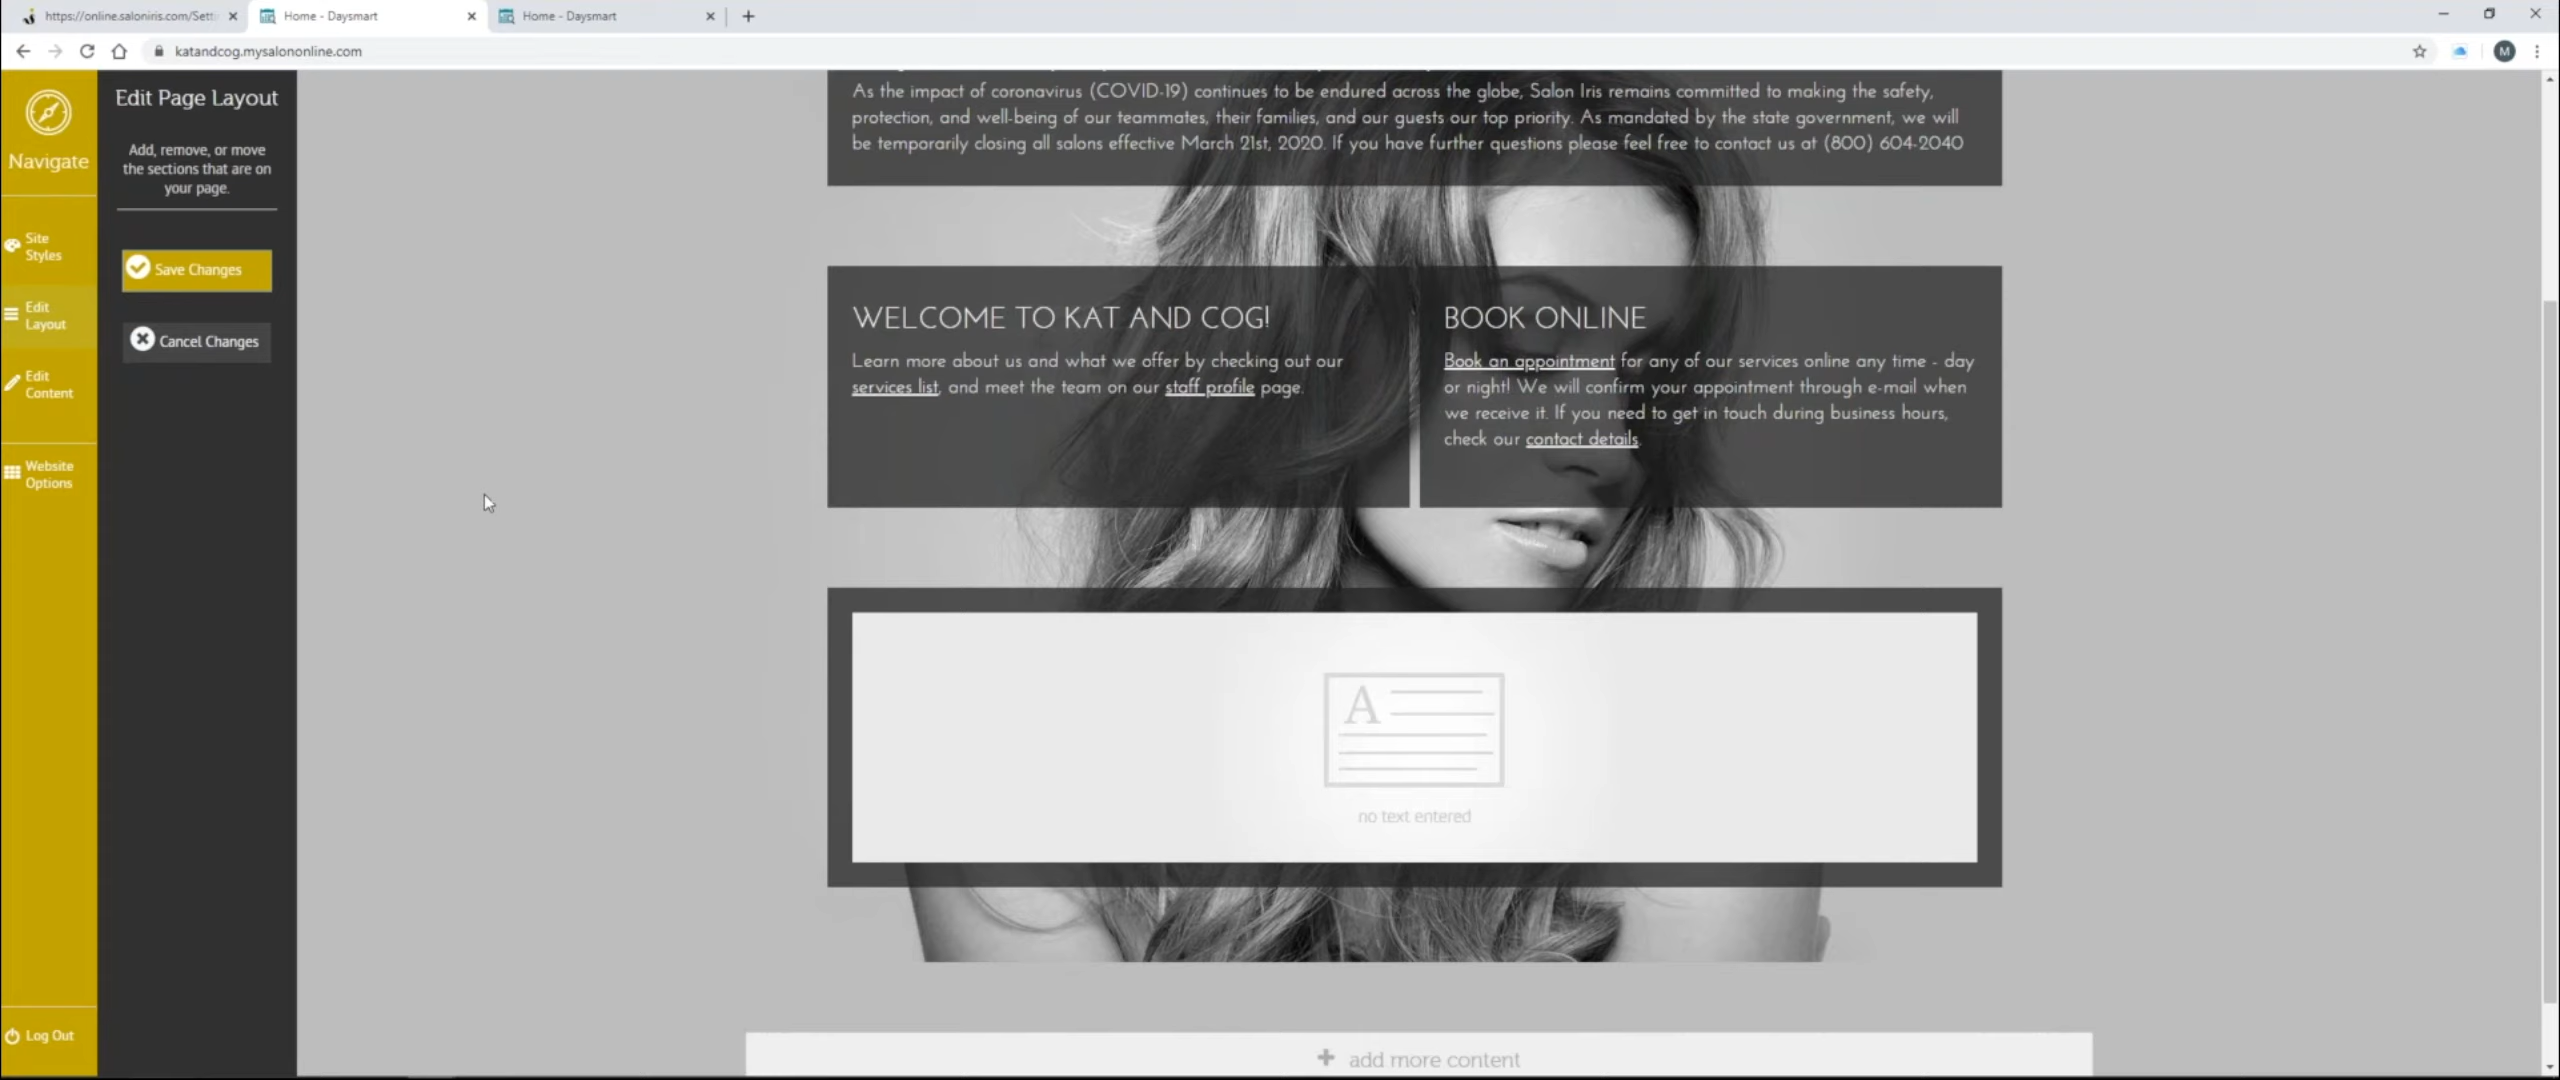 https://online.saloniris.com/Sett
Home - Daysmart
Home - Daysmart
katandcog.mysalononline.com
M
Navigate
Site
Styles
Edit
Layout
Edit
Content
Website
Options
Log Out
Edit Page Layout
Add, remove, or move
the sections that are on
your page.
Save Changes
Cancel Changes
As the impact of coronavirus (COVID-19) continues to be endured across the globe, Salon Iris remains committed to making the safety,
protection, and well-being of our teammates, their families, and our guests our top priority. As mandated by the state government, we will
be temporarily closing all salons effective March 21st, 2020. If you have further questions please feel free to contact us at (800) 604-2040
WELCOME TO KAT AND COG!
Learn more about us and what we offer by checking out our
services list, and meet the team on our staff profile page.
BOOK ONLINE
Book an appointment for any of our services online any time - day
or night! We will confirm your appointment through e-mail when
we receive it. If you need to get in touch during business hours,
check our contact details.
A
no text entered
add more content